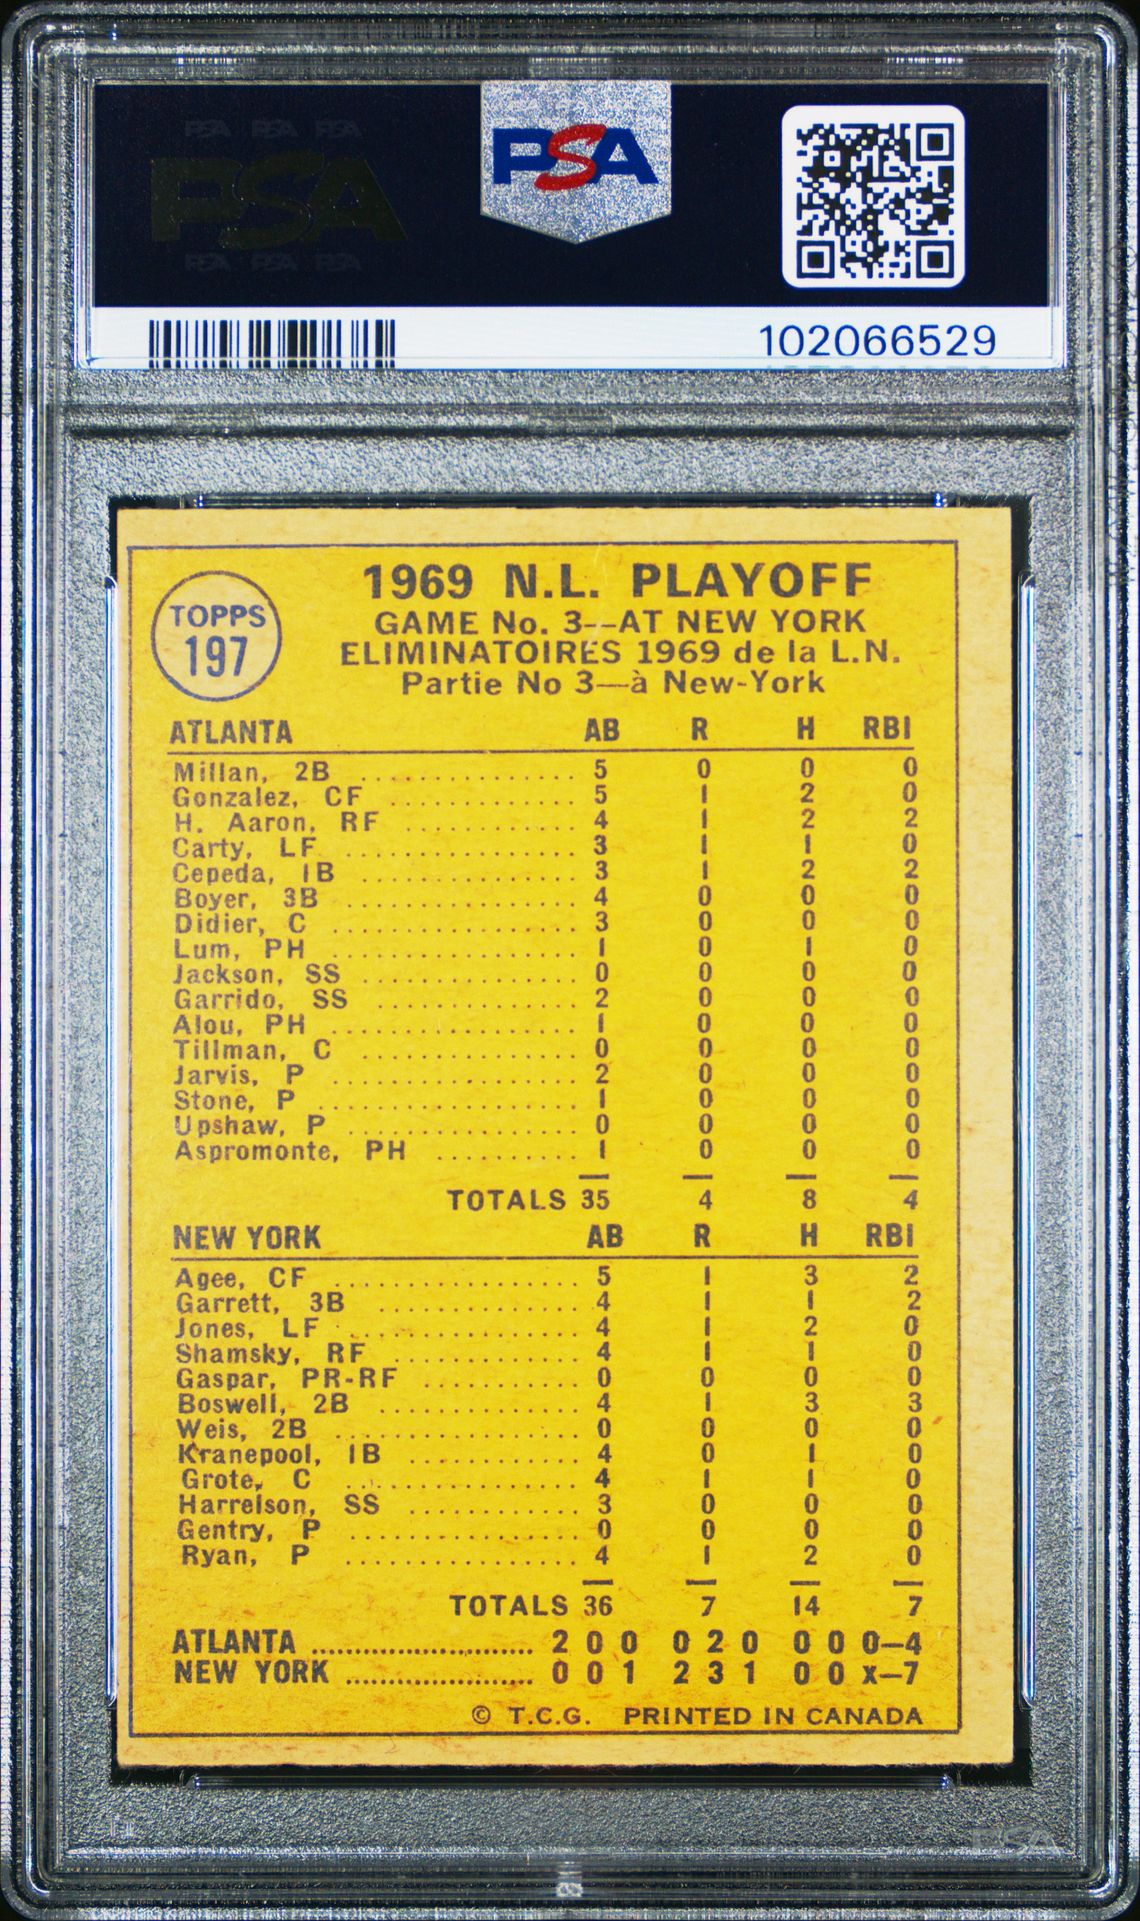 PSA PSA PSA
PSA
PSA PSA PSA
PSA
102066529
TOPPS
197
1969 N.L. PLAYOFF
GAME No. 3--AT NEW YORK
ELIMINATOIRES 1969 de la L.N.
Partie No 3—à New-York
ATLANTA AB R H RBI
Millan, 2B .............. 5 0 0 0
Gonzalez, CF ............ 5 1 2 0
H. Aaron, RF ........... 4 1 2 2
Carty, LF ............... 3 1 1 0
Cepeda, 1B .............. 3 1 2 2
Boyer, 3B ............... 4 0 0 0
Didier, C ................ 3 0 0 0
Lum, PH ................ 1 0 1 0
Jackson, SS .............. 0 0 0 0
Garrido, SS ............. 2 0 0 0
Alou, PH ................ 1 0 0 0
Tillman, C .............. 0 0 0 0
Jarvis, P ................ 2 0 0 0
Stone, P ................. 1 0 0 0
Upshaw, P ............... 0 0 0 0
Aspromonte, PH .......... 1 0 0 0
TOTALS 35 4 8 4
NEW YORK AB R H RBI
Agee, CF ................ 5 1 3 2
Garrett, 3B ............. 4 1 1 2
Jones, LF ............... 4 1 2 0
Shamsky, RF ............ 4 1 1 0
Gaspar, PR-RF .......... 0 0 0 0
Boswell, 2B ............. 4 1 3 3
Weis, 2B ................ 0 0 0 0
Kranepool, 1B ........... 4 0 1 0
Grote, C ................ 4 1 1 0
Harrelson, SS ........... 3 0 0 0
Gentry, P ............... 0 0 0 0
Ryan, P ................ 4 1 2 0
TOTALS 36 7 14 7
ATLANTA ........................ 2 0 0 0 2 0 0 0 0—4
NEW YORK ..................... 0 0 1 2 3 1 0 0 x—7
© T.C.G. PRINTED IN CANADA
PSA